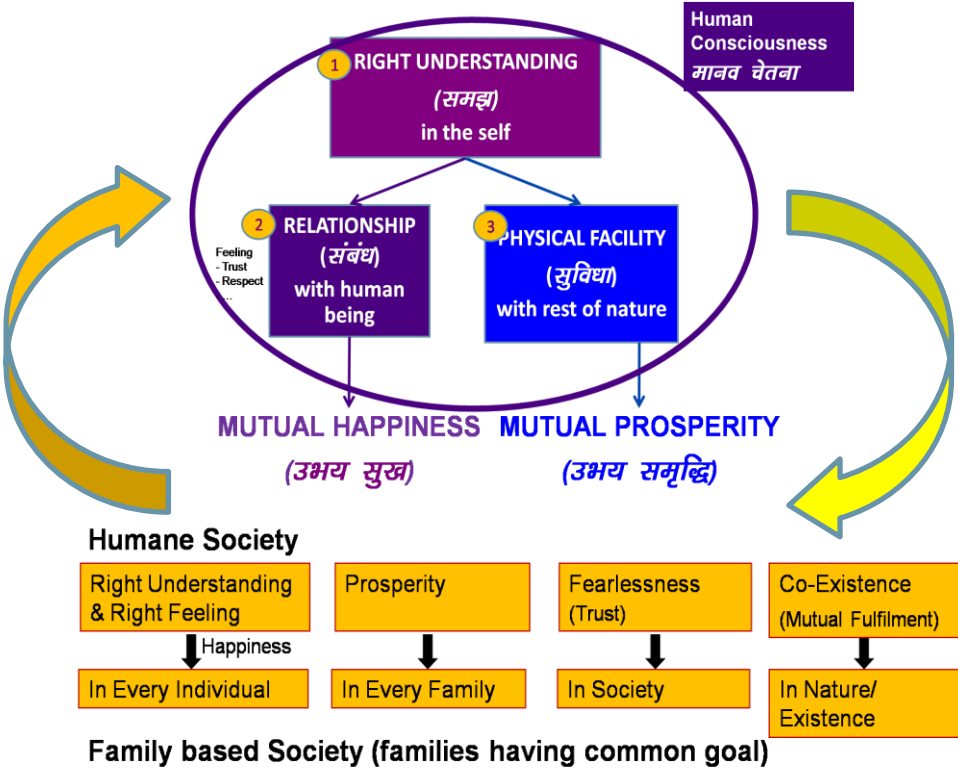 Human
Consciousness
मानव चेतना
1
RIGHT UNDERSTANDING
(समझ)
in the self
2
RELATIONSHIP
(संबंध)
with human
being
Feeling
- Trust
- Respect
3
PHYSICAL FACILITY
(सुविधा)
with rest of nature
MUTUAL HAPPINESS
(उभय सुख)
MUTUAL PROSPERITY
(उभय समृद्धि)
Humane Society
Right Understanding
& Right Feeling
Happiness
In Every Individual
Prosperity
In Every Family
Fearlessness
(Trust)
In Society
Co-Existence
(Mutual Fulfilment)
In Nature/
Existence
Family based Society (families having common goal)